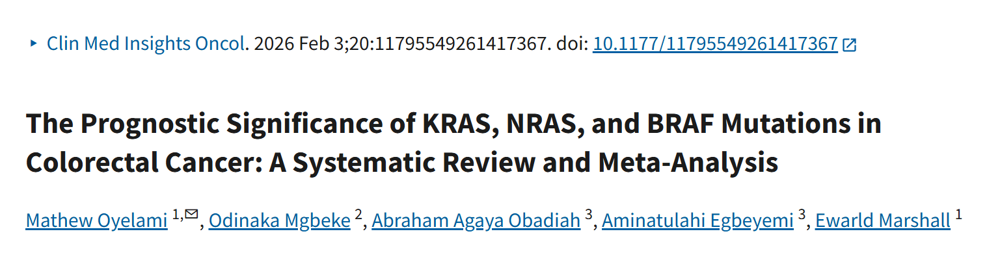 Clin Med Insights Oncol. 2026 Feb 3;20:11795549261417367. doi: 10.1177/11795549261417367
The Prognostic Significance of KRAS, NRAS, and BRAF Mutations in
Colorectal Cancer: A Systematic Review and Meta-Analysis
Mathew Oyelami 1,✉, Odinaka Mgbeke 2, Abraham Agaya Obadiah 3, Aminatulahi Egbeyemi 3, Ewarld Marshall 1